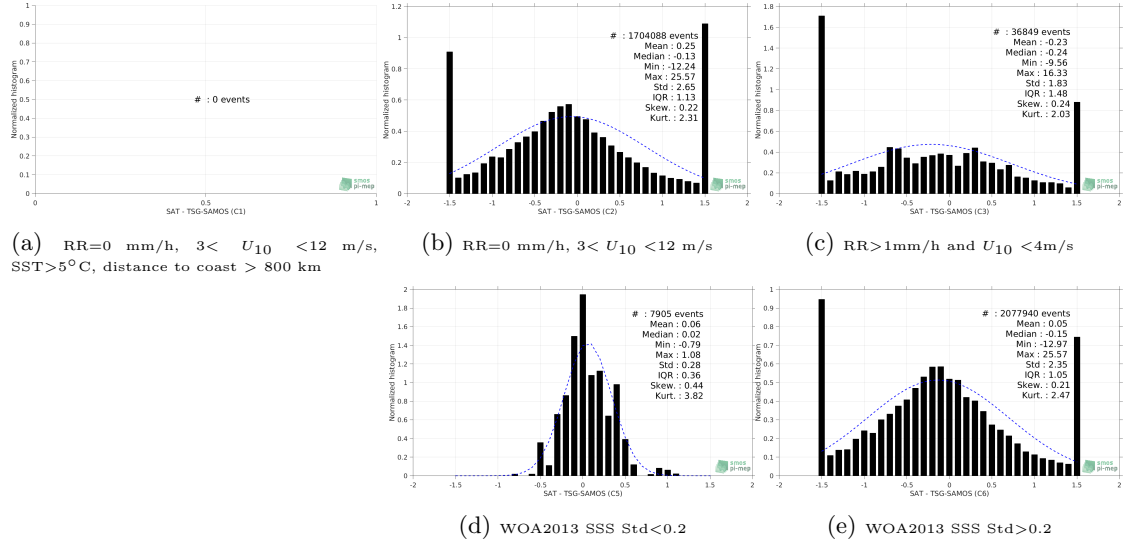 Normalized histogram
1
0.9
0.8
0.7
0.6
0.5
0.4
0.3
0.2
0.1
0
# : 0 events
smos
pi-mep
0 0.5 1
SAT - TSG-SAMOS (C1)
(a) RR=0 mm/h, 3< U10 <12 m/s,
SST>5°C, distance to coast > 800 km
Normalized histogram
1.2
1
0.8
0.6
0.4
0.2
0
# : 1704088 events
Mean : 0.25
Median : -0.13
Min : -12.24
Max : 25.57
Std : 2.65
IQR : 1.13
Skew. : 0.22
Kurt. : 2.31
smos
pi-mep
-2 -1.5 -1 -0.5 0 0.5 1 1.5 2
SAT - TSG-SAMOS (C2)
(b) RR=0 mm/h, 3< U10 <12 m/s
Normalized histogram
1.8
1.6
1.4
1.2
1
0.8
0.6
0.4
0.2
0
# : 36849 events
Mean : -0.23
Median : -0.24
Min : -9.56
Max : 16.33
Std : 1.83
IQR : 1.48
Skew. : 0.24
Kurt. : 2.03
smos
pi-mep
-2 -1.5 -1 -0.5 0 0.5 1 1.5 2
SAT - TSG-SAMOS (C3)
(c) RR>1mm/h and U10 <4m/s
Normalized histogram
2
1.8
1.6
1.4
1.2
1
0.8
0.6
0.4
0.2
0
# : 7905 events
Mean : 0.06
Median : 0.02
Min : -0.79
Max : 1.08
Std : 0.28
IQR : 0.36
Skew. : 0.44
Kurt. : 3.82
smos
pi-mep
-2 -1.5 -1 -0.5 0 0.5 1 1.5 2
SAT - TSG-SAMOS (C5)
(d) WOA2013 SSS Std<0.2
Normalized histogram
1
0.9
0.8
0.7
0.6
0.5
0.4
0.3
0.2
0.1
0
# : 2077940 events
Mean : 0.05
Median : -0.15
Min : -12.97
Max : 25.57
Std : 2.35
IQR : 1.05
Skew. : 0.21
Kurt. : 2.47
smos
pi-mep
-2 -1.5 -1 -0.5 0 0.5 1 1.5 2
SAT - TSG-SAMOS (C6)
(e) WOA2013 SSS Std>0.2